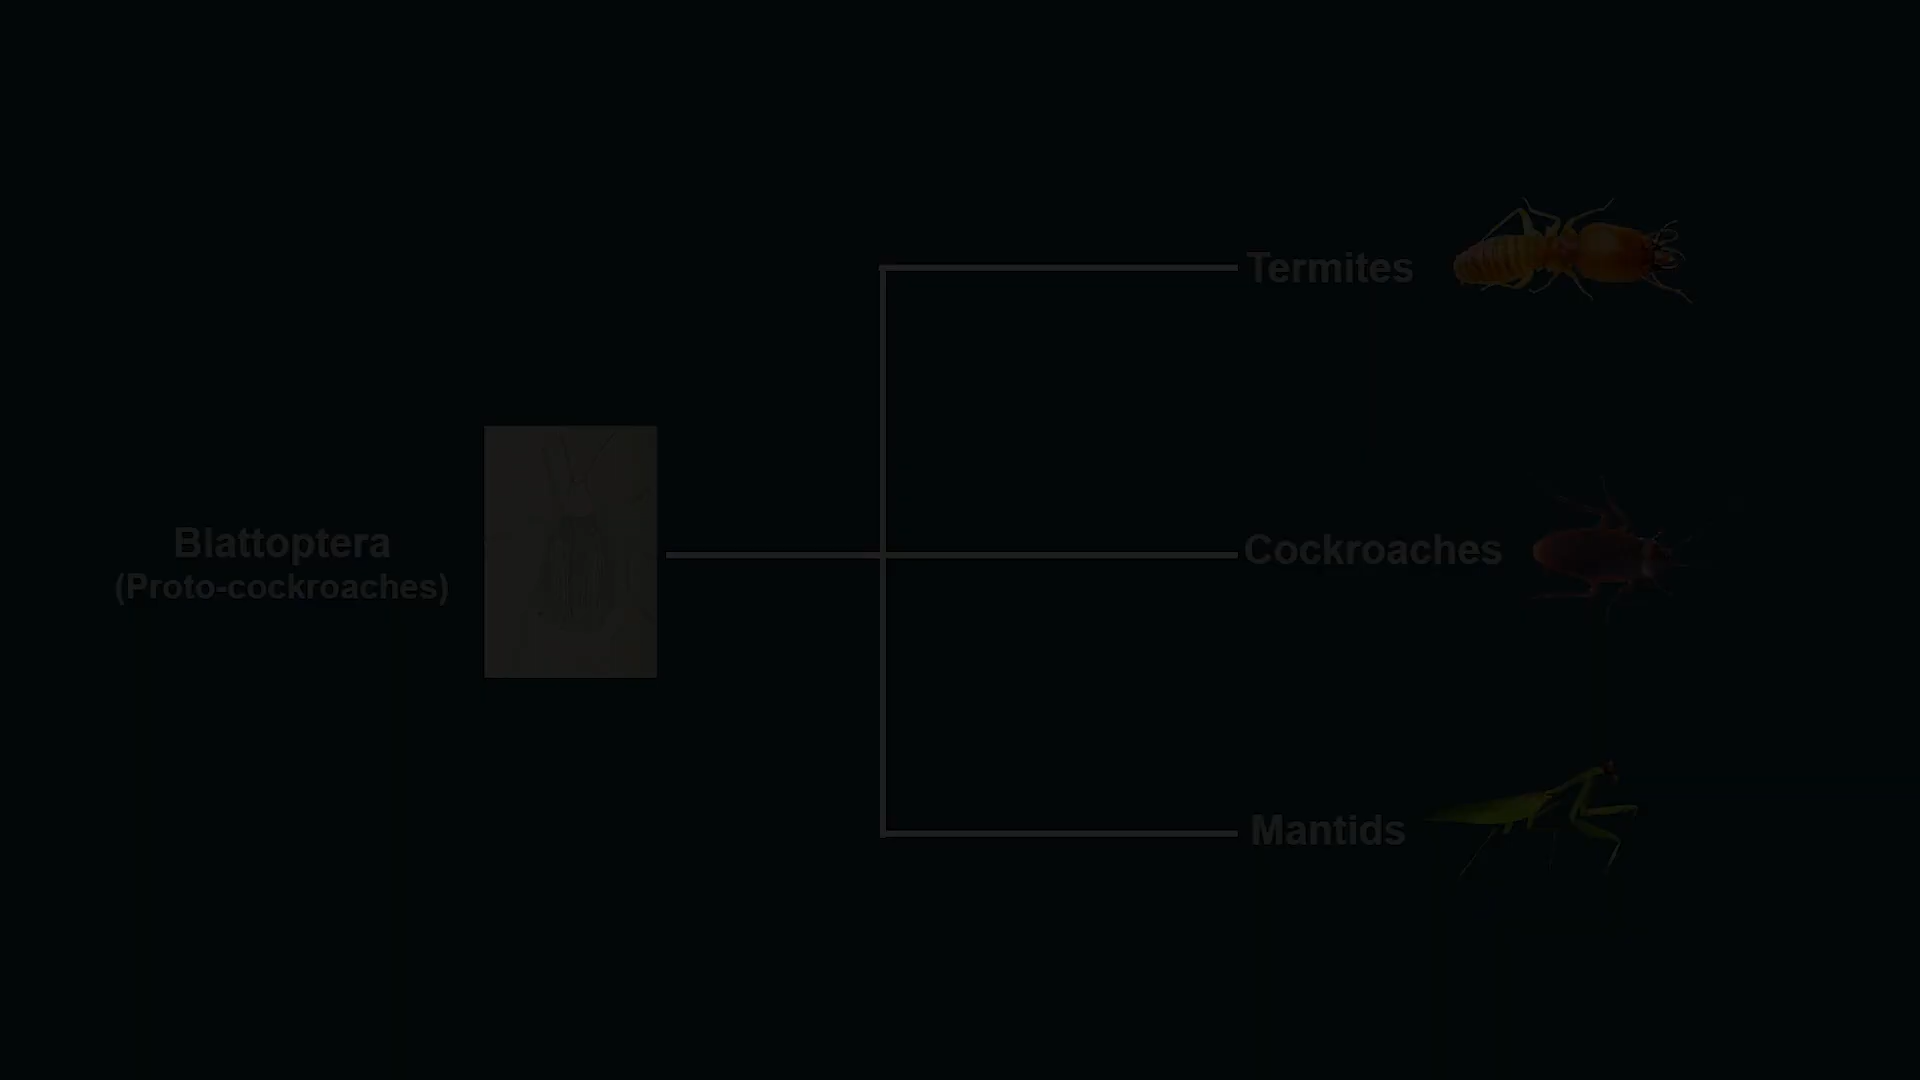 Termites
Blattoptera
(Proto-cockroaches)
Cockroaches
Mantids